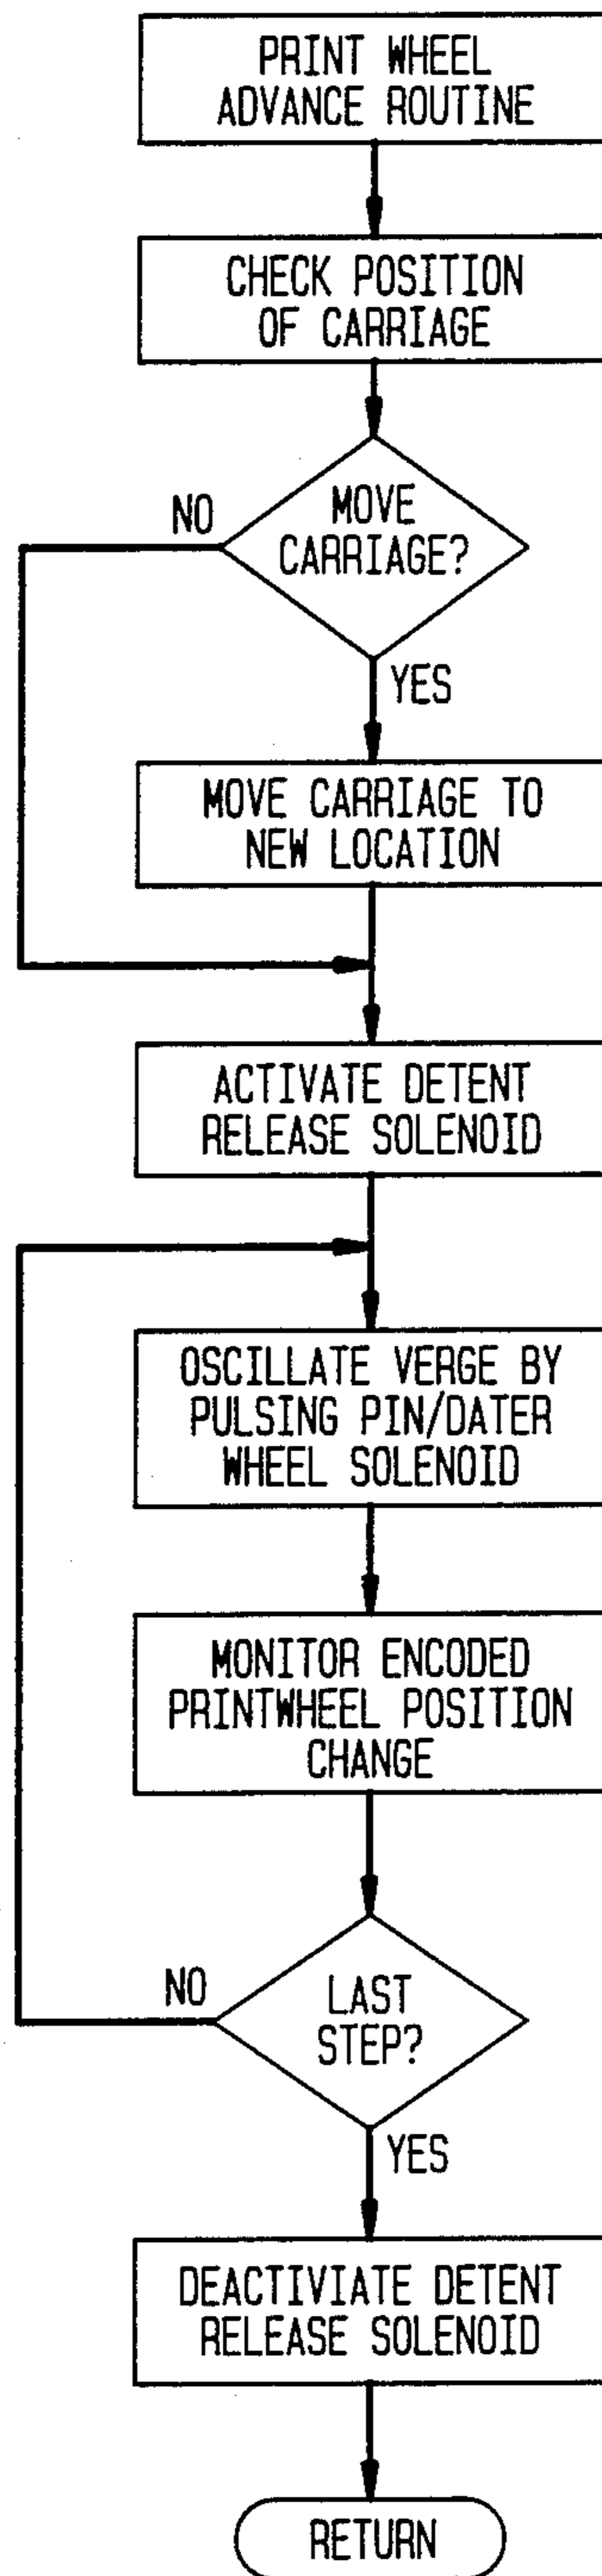 PRINT WHEEL
ADVANCE ROUTINE
CHECK POSITION
OF CARRIAGE
MOVE
CARRIAGE?
NO
YES
MOVE CARRIAGE TO
NEW LOCATION
ACTIVATE DETENT
RELEASE SOLENOID
OSCILLATE VERGE BY
PULSING PIN/DATER
WHEEL SOLENOID
MONITOR ENCODED
PRINTWHEEL POSITION
CHANGE
LAST
STEP?
NO
YES
DEACTIVIATE DETENT
RELEASE SOLENOID
RETURN